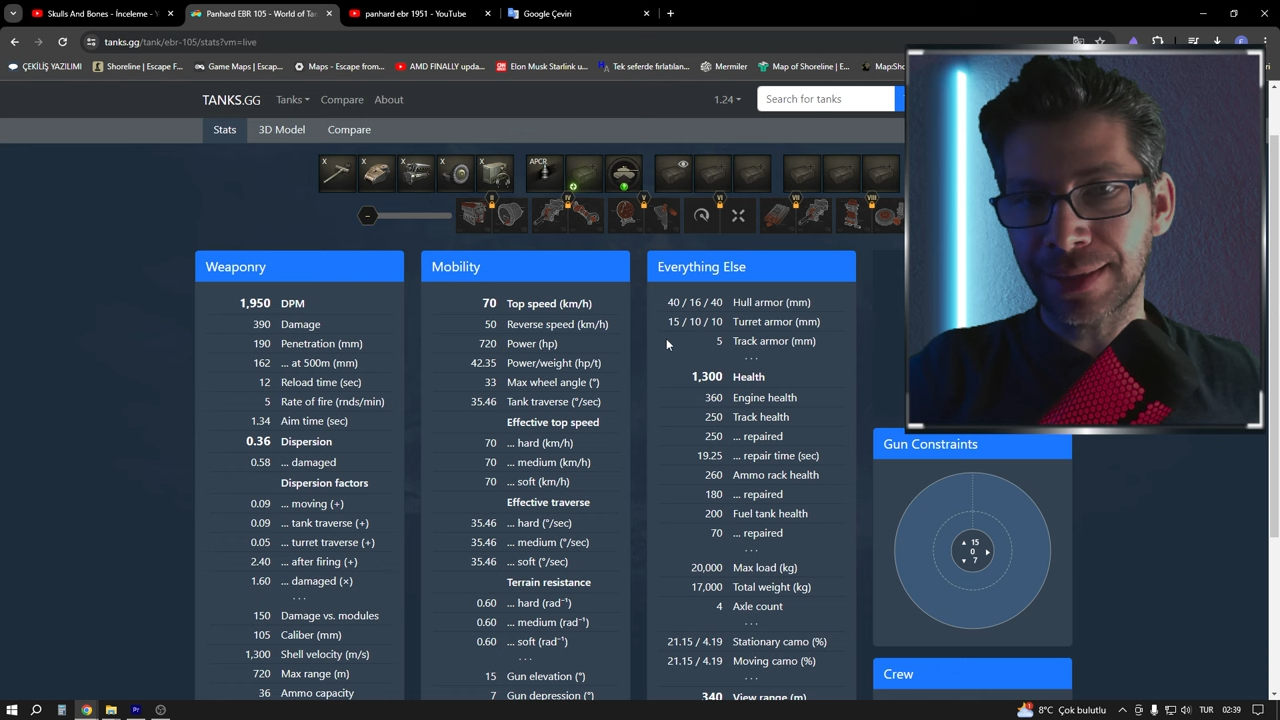 Skulls And Bones - İnceleme - Y
Panhard EBR 105 - World of Tan
panhard ebr 1951 - YouTube
Google Çeviri
tanks.gg/tank/ebr-105/stats?vm=live
ÇEKİLİŞ YAZILIMI
Shoreline | Escape F...
Game Maps | Escap...
Maps - Escape from...
AMD FINALLY upda...
Elon Musk Starlink u...
Tek seferde fırlatılan...
Mermiler
Map of Shoreline | E...
Map:Sho
TANKS.GG
Tanks
Compare
About
1.24
Search for tanks
Stats
3D Model
Compare
X X X X X APCR
II IV V VI VII VIII
Weaponry
1,950 DPM
390 Damage
190 Penetration (mm)
162 ... at 500m (mm)
12 Reload time (sec)
5 Rate of fire (rnds/min)
1.34 Aim time (sec)
0.36 Dispersion
0.58 ... damaged
Dispersion factors
0.09 ... moving (+)
0.09 ... tank traverse (+)
0.05 ... turret traverse (+)
2.40 ... after firing (+)
1.60 ... damaged (×)
...
150 Damage vs. modules
105 Caliber (mm)
1,300 Shell velocity (m/s)
720 Max range (m)
36 Ammo capacity
Mobility
70 Top speed (km/h)
50 Reverse speed (km/h)
720 Power (hp)
42.35 Power/weight (hp/t)
33 Max wheel angle (°)
35.46 Tank traverse (°/sec)
Effective top speed
70 ... hard (km/h)
70 ... medium (km/h)
70 ... soft (km/h)
Effective traverse
35.46 ... hard (°/sec)
35.46 ... medium (°/sec)
35.46 ... soft (°/sec)
Terrain resistance
0.60 ... hard (rad⁻¹)
0.60 ... medium (rad⁻¹)
0.60 ... soft (rad⁻¹)
...
15 Gun elevation (°)
7 Gun depression (°)
Everything Else
40 / 16 / 40 Hull armor (mm)
15 / 10 / 10 Turret armor (mm)
5 Track armor (mm)
...
1,300 Health
360 Engine health
250 Track health
250 ... repaired
19.25 ... repair time (sec)
260 Ammo rack health
180 ... repaired
200 Fuel tank health
70 ... repaired
...
20,000 Max load (kg)
17,000 Total weight (kg)
4 Axle count
...
21.15 / 4.19 Stationary camo (%)
21.15 / 4.19 Moving camo (%)
...
340 View range (m)
Gun Constraints
15
0
7
Crew
8°C Çok bulutlu
TUR
02:39